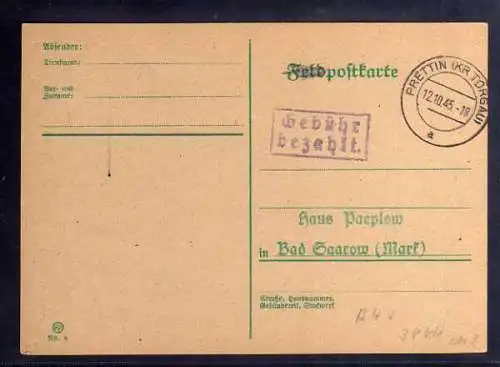 Absender:
Dienstgrad:
Vor- und
Zuname:
Feldpostkarte
PRETTIN (KR TORGAU)
12.10.45.-18
a
Gebühr
bezahlt.
Haus Paeplow
in Bad Saarow (Mark)
Straße, Hausnummer,
Gebäudeteil, Stockwerk